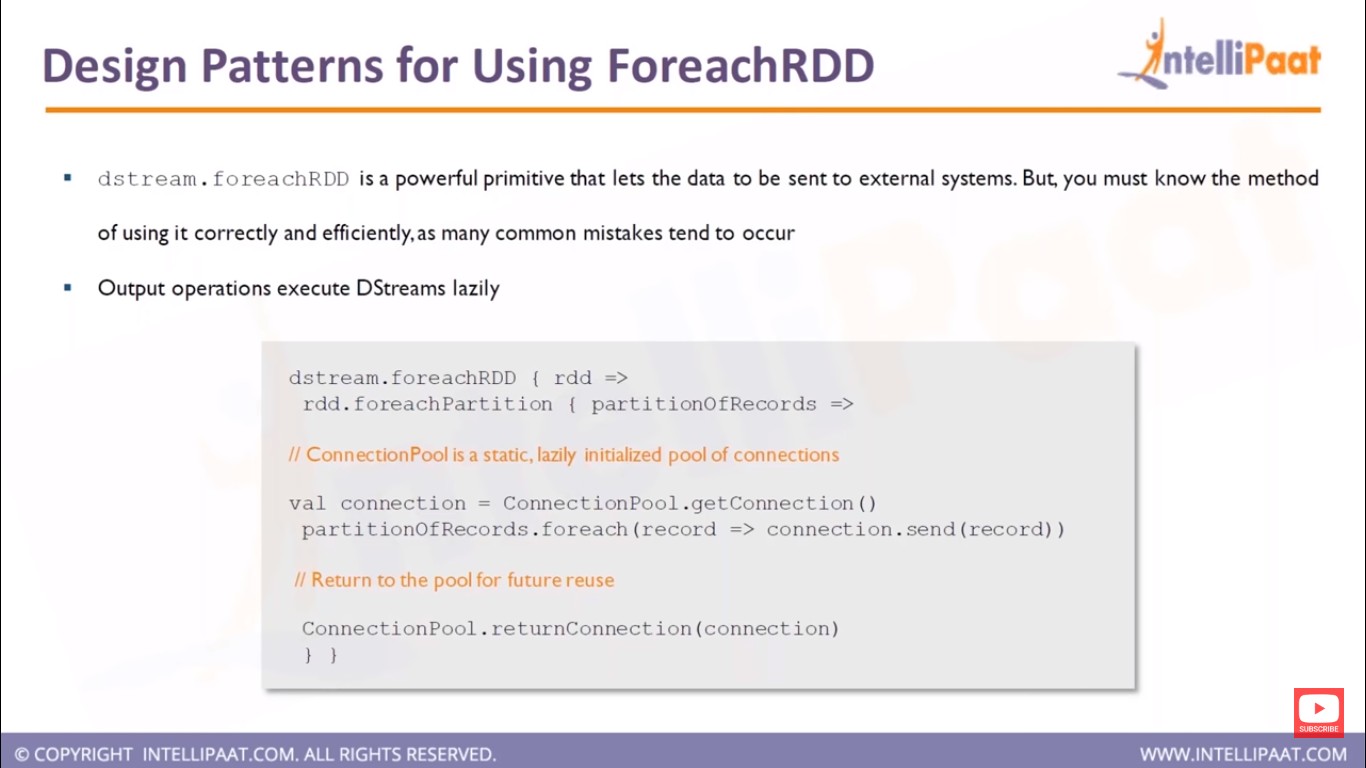 Design Patterns for Using ForeachRDD
IntelliPaat
▪ dstream.foreachRDD is a powerful primitive that lets the data to be sent to external systems. But, you must know the method
of using it correctly and efficiently, as many common mistakes tend to occur
▪ Output operations execute DStreams lazily
dstream.foreachRDD { rdd =>
rdd.foreachPartition { partitionOfRecords =>
// ConnectionPool is a static, lazily initialized pool of connections
val connection = ConnectionPool.getConnection()
partitionOfRecords.foreach(record => connection.send(record))
// Return to the pool for future reuse
ConnectionPool.returnConnection(connection)
} }
SUBSCRIBE
© COPYRIGHT INTELLIPAAT.COM. ALL RIGHTS RESERVED.
WWW.INTELLIPAAT.COM